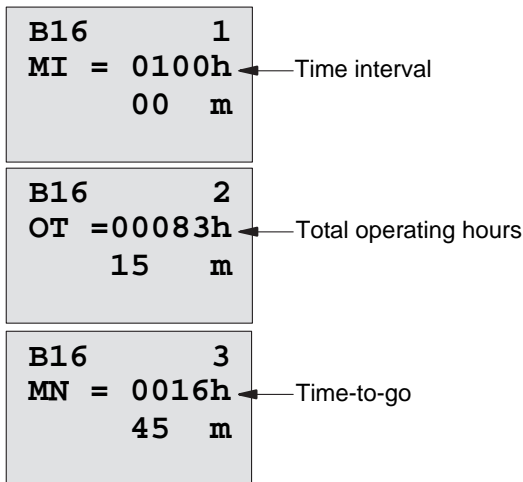 B16 1
MI = 0100h
Time interval
00 m
B16 2
OT =00083h
Total operating hours
15 m
B16 3
MN = 0016h
Time-to-go
45 m